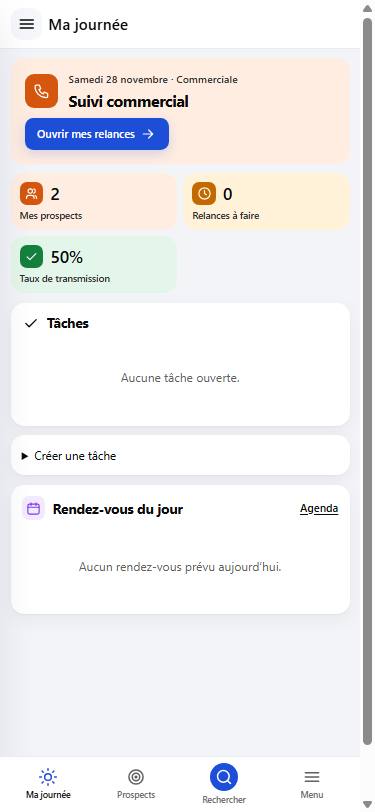 Ma journée
Samedi 28 novembre · Commerciale
Suivi commercial
Ouvrir mes relances
2
Mes prospects
0
Relances à faire
50%
Taux de transmission
Tâches
Aucune tâche ouverte.
Créer une tâche
Rendez-vous du jour
Agenda
Aucun rendez-vous prévu aujourd'hui.
Ma journée
Prospects
Rechercher
Menu